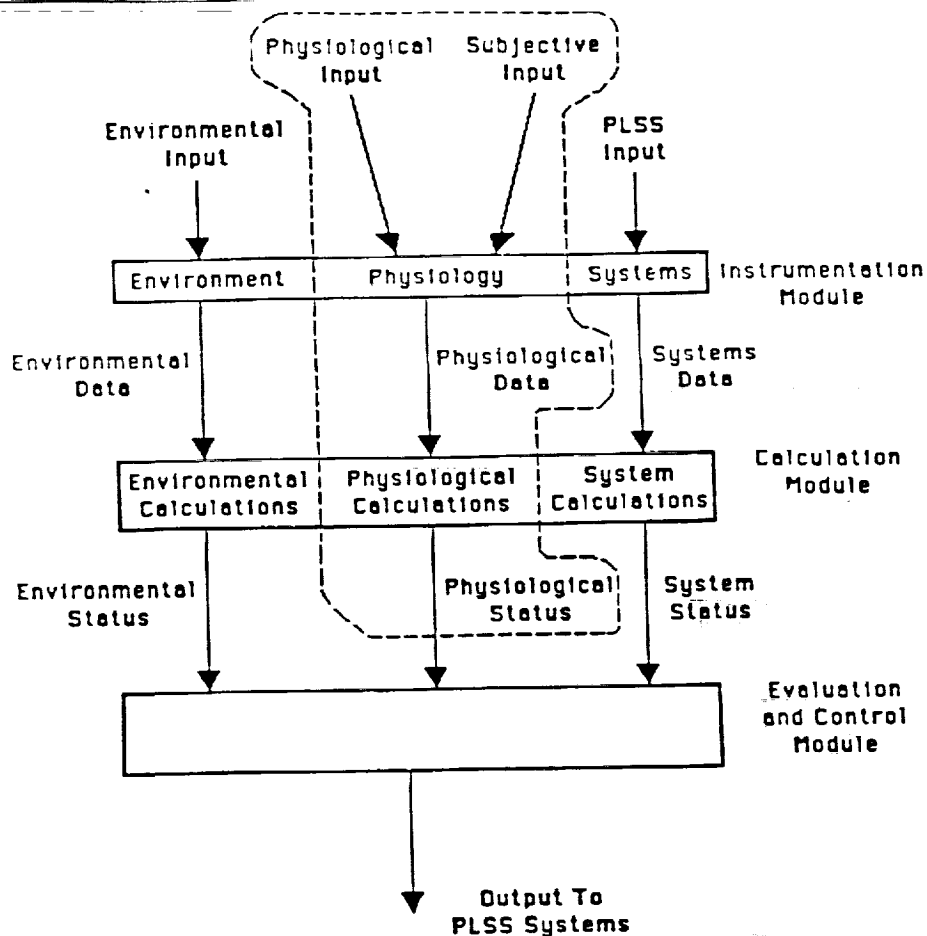 Physiological Input
Subjective Input
Environmental Input
PLSS Input
Environment
Physiology
Systems
Instrumentation Module
Environmental Data
Physiological Data
Systems Data
Environmental Calculations
Physiological Calculations
System Calculations
Calculation Module
Environmental Status
Physiological Status
System Status
Evaluation and Control Module
Output To
PLSS Systems